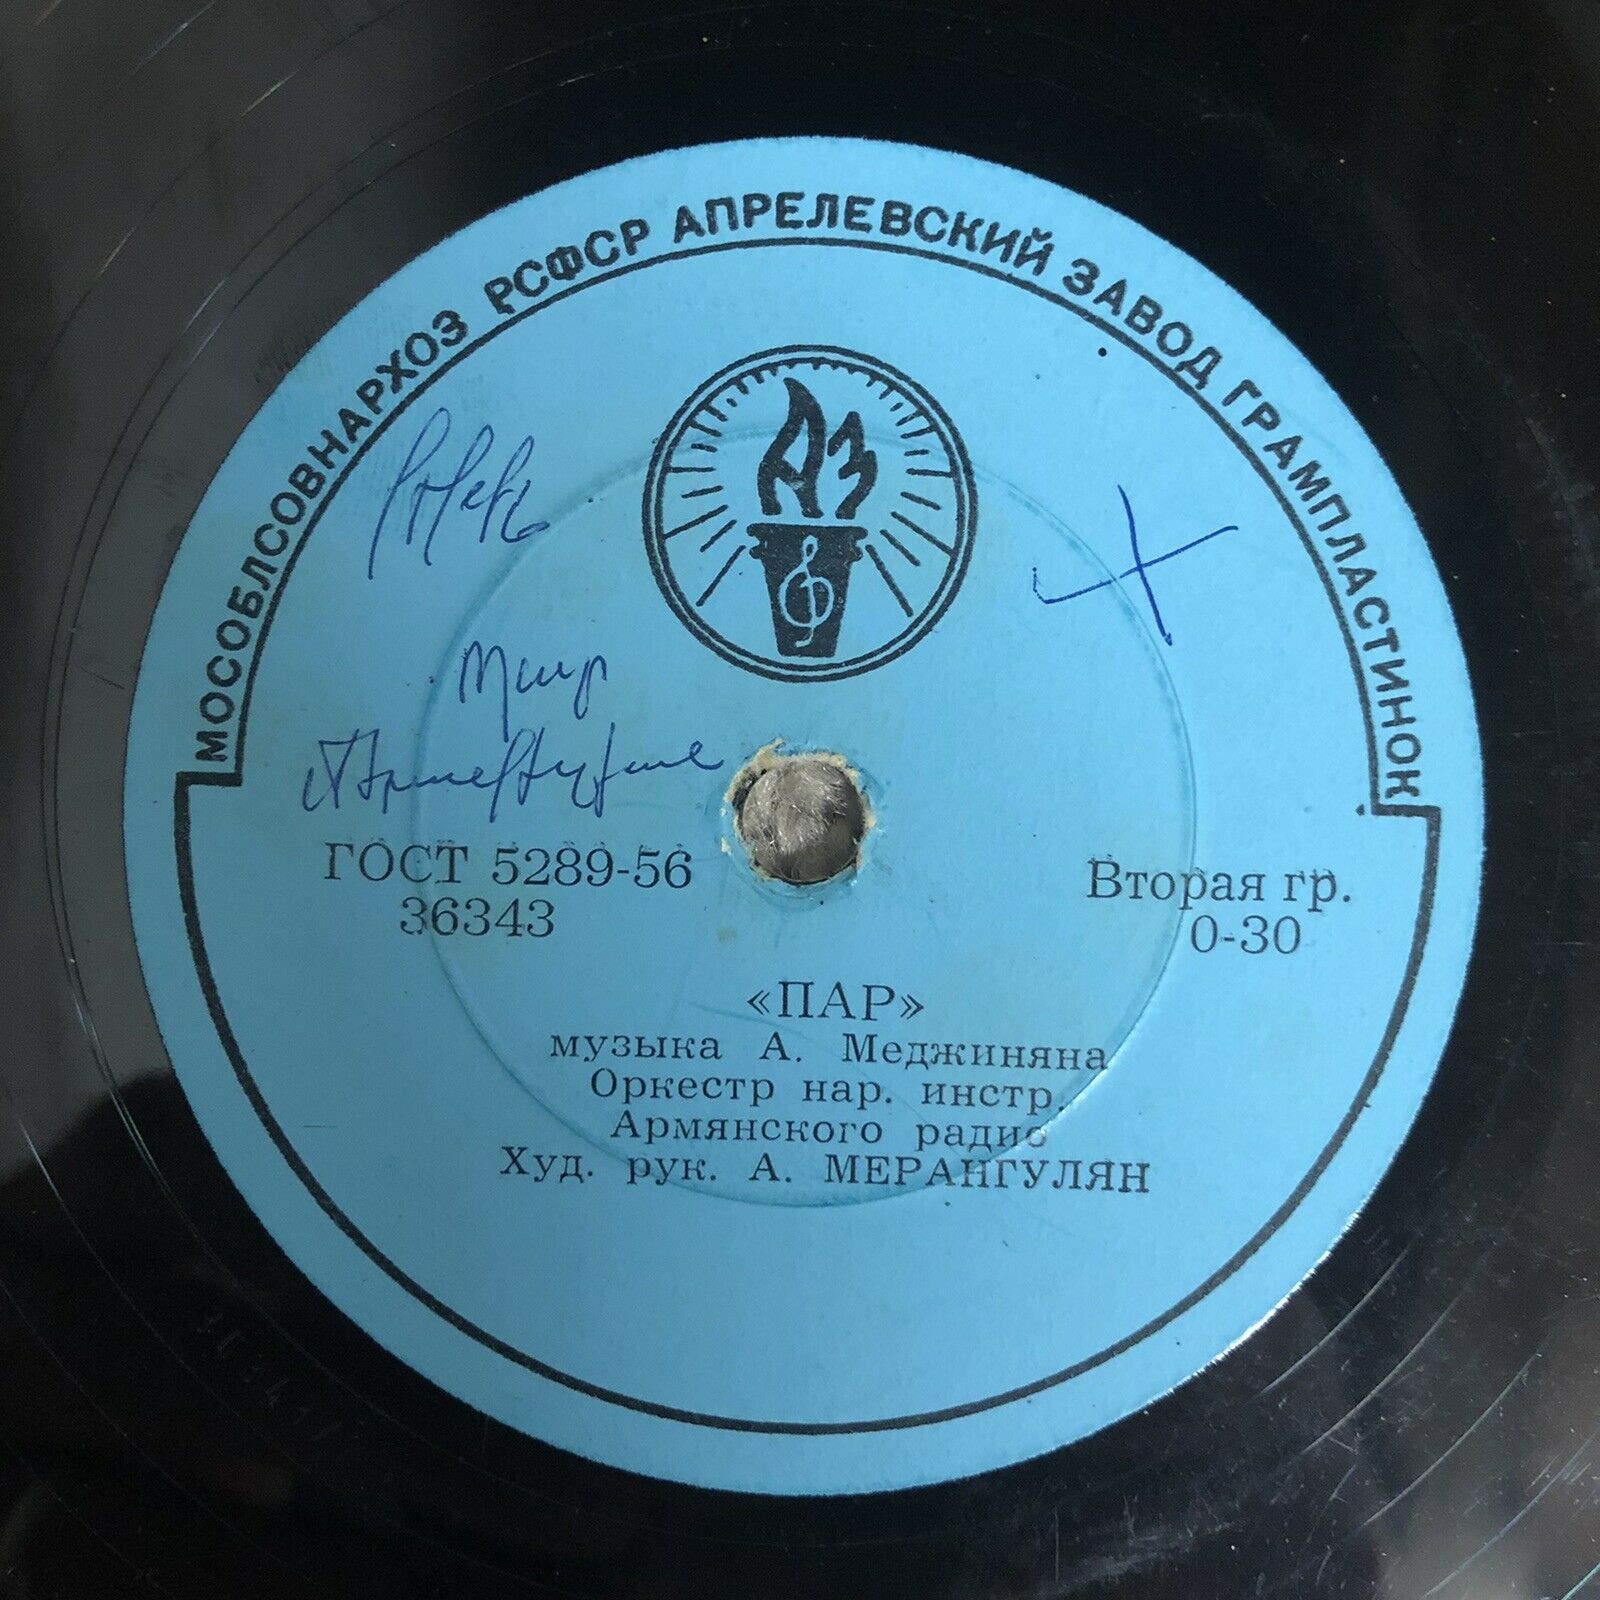 МОСОБЛСОВНАРХОЗ РСФСР АПРЕЛЕВСКИЙ ЗАВОД ГРАМПЛАСТИНОК
АЗ
ГОСТ 5289-56
36343
Вторая гр.
0-30
«ПАР»
музыка А. Меджиняна
Оркестр нар. инстр.
Армянского радио
Худ. рук. А. МЕРАНГУЛЯН